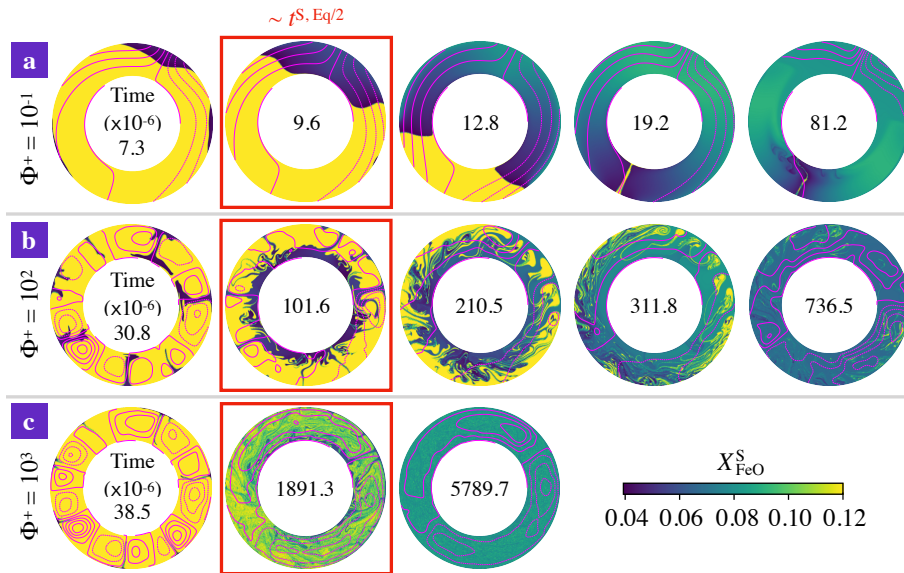 ~ t^S, Eq/2
a
Φ⁺ = 10⁻¹
Time
(x10⁻⁶)
7.3
9.6
12.8
19.2
81.2
b
Φ⁺ = 10²
Time
(x10⁻⁶)
30.8
101.6
210.5
311.8
736.5
c
Φ⁺ = 10³
Time
(x10⁻⁶)
38.5
1891.3
5789.7
X^S_FeO
0.04 0.06 0.08 0.10 0.12